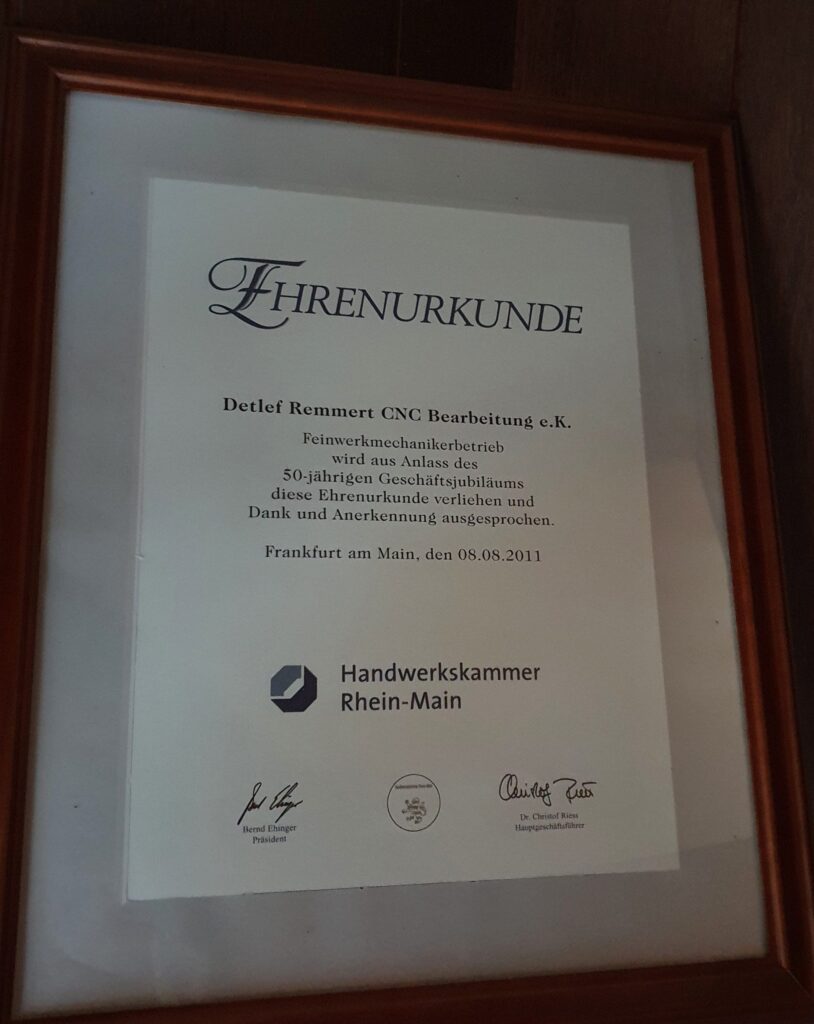 EHRENURKUNDE
Detlef Remmert CNC Bearbeitung e.K.
Feinwerkmechanikerbetrieb
wird aus Anlass des
50-jährigen Geschäftsjubiläums
diese Ehrenurkunde verliehen und
Dank und Anerkennung ausgesprochen.
Frankfurt am Main, den 08.08.2011
Handwerkskammer
Rhein-Main
Bernd Ehinger
Präsident
Dr. Christof Riess
Hauptgeschäftsführer